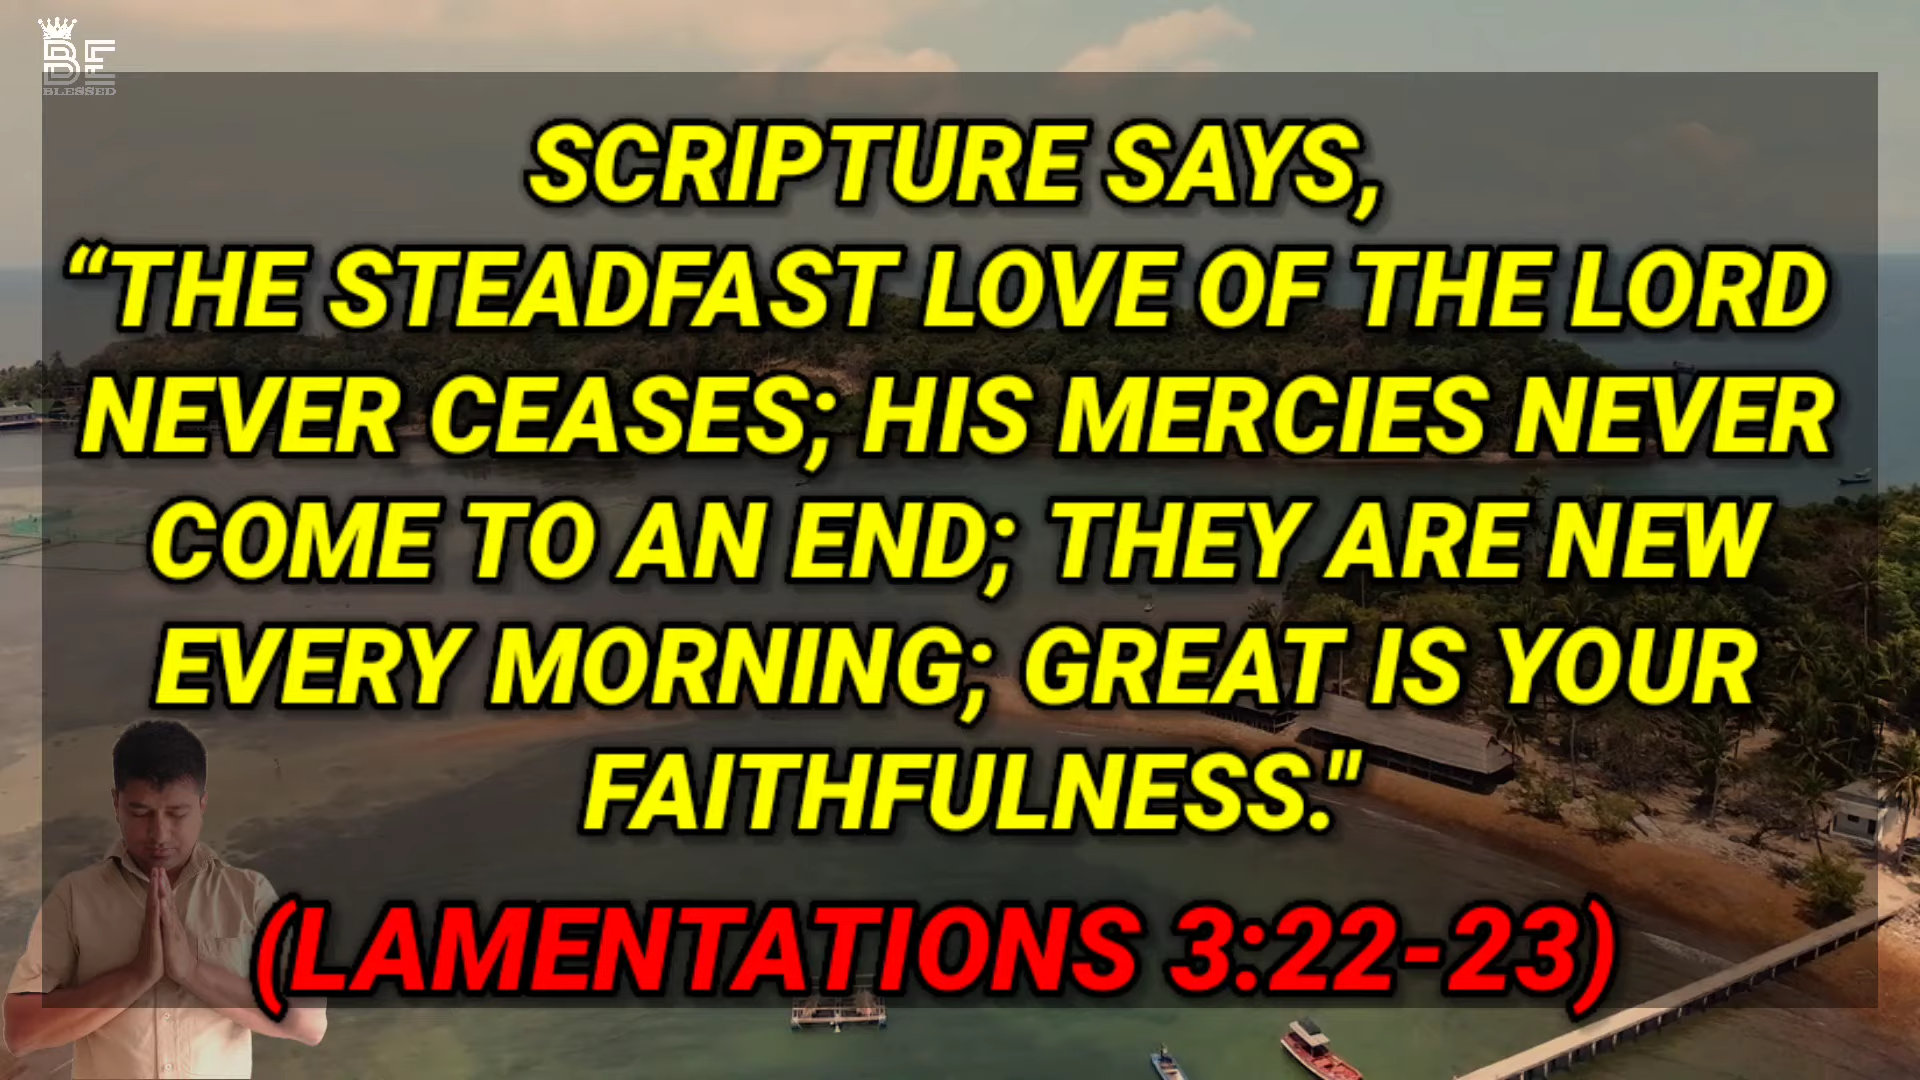 BE
BLESSED
SCRIPTURE SAYS,
“THE STEADFAST LOVE OF THE LORD
NEVER CEASES; HIS MERCIES NEVER
COME TO AN END; THEY ARE NEW
EVERY MORNING; GREAT IS YOUR
FAITHFULNESS."
(LAMENTATIONS 3:22-23)